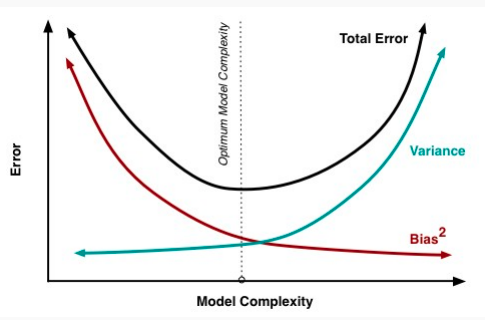 Total Error
Optimum Model Complexity
Error
Variance
Bias²
Model Complexity